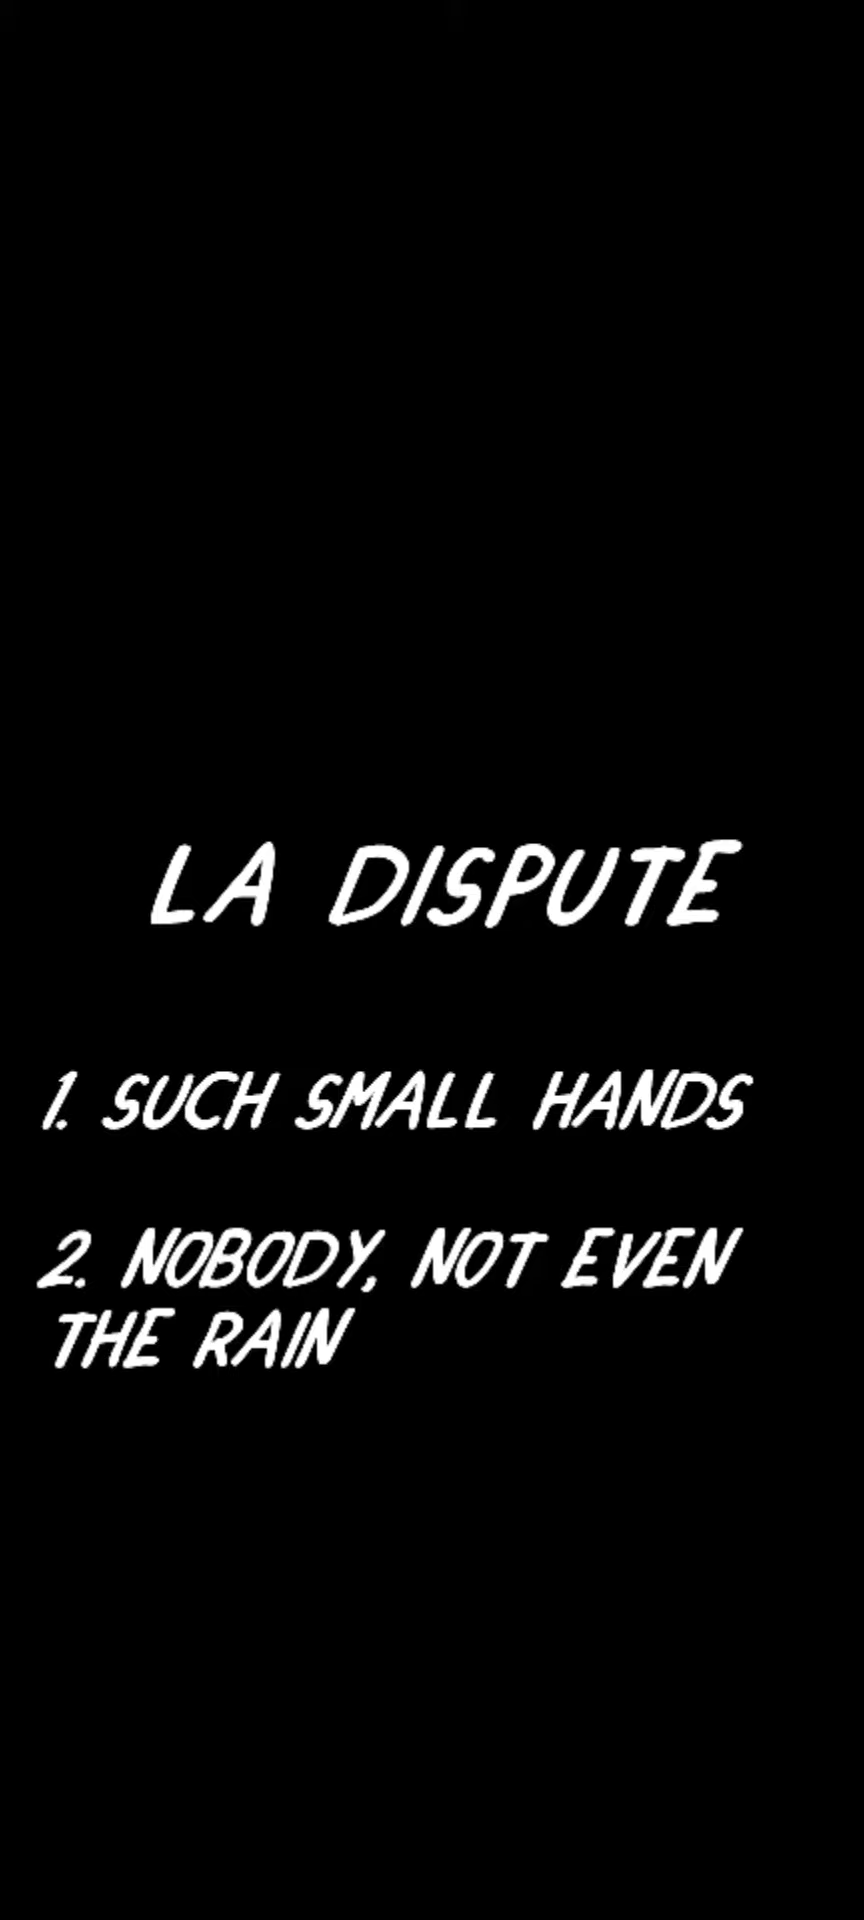 LA DISPUTE
1. SUCH SMALL HANDS
2. NOBODY, NOT EVEN
THE RAIN